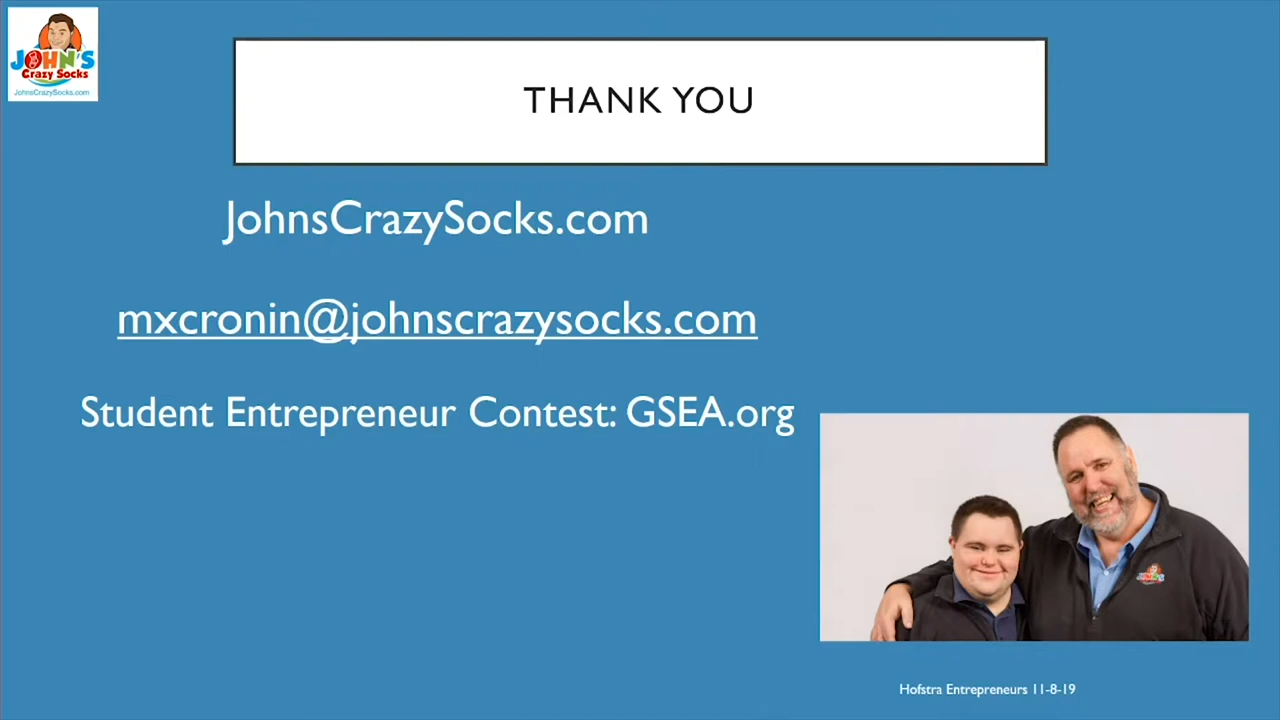 JOHN'S
Crazy Socks
JohnsCrazySocks.com
THANK YOU
JohnsCrazySocks.com
mxcronin@johnscrazysocks.com
Student Entrepreneur Contest: GSEA.org
JOHN'S
Hofstra Entrepreneurs 11-8-19